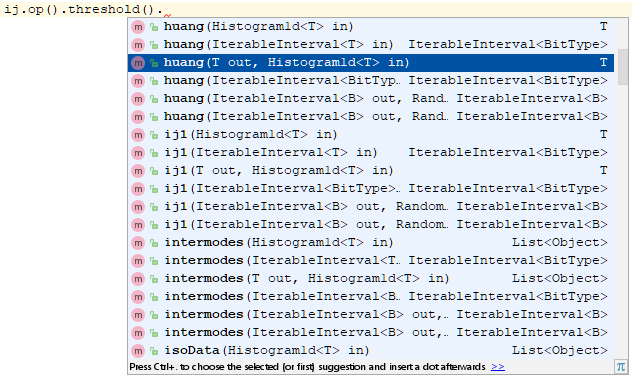 ij.op().threshold().
m huang(Histogram1d<T> in) T
m huang(IterableInterval<T> in) IterableInterval<BitType>
m huang(T out, Histogram1d<T> in) T
m huang(IterableInterval<BitTyp… IterableInterval<BitType>
m huang(IterableInterval<B> out, Rand… IterableInterval<B>
m huang(IterableInterval<B> out, Ram… IterableInterval<B>
m ij1(Histogram1d<T> in) T
m ij1(IterableInterval<T> in) IterableInterval<BitType>
m ij1(T out, Histogram1d<T> in) T
m ij1(IterableInterval<BitType>… IterableInterval<BitType>
m ij1(IterableInterval<B> out, Random… IterableInterval<B>
m ij1(IterableInterval<B> out, Random… IterableInterval<B>
m intermodes(Histogram1d<T> in) List<Object>
m intermodes(IterableInterval<T… IterableInterval<BitType>
m intermodes(T out, Histogram1d<T> in) List<Object>
m intermodes(IterableInterval<B… IterableInterval<BitType>
m intermodes(IterableInterval<B> out,… IterableInterval<B>
m intermodes(IterableInterval<B> out,… IterableInterval<B>
m isoData(Histogram1d<T> in) List<Object>
Press Ctrl+. to choose the selected (or first) suggestion and insert a dot afterwards >> π